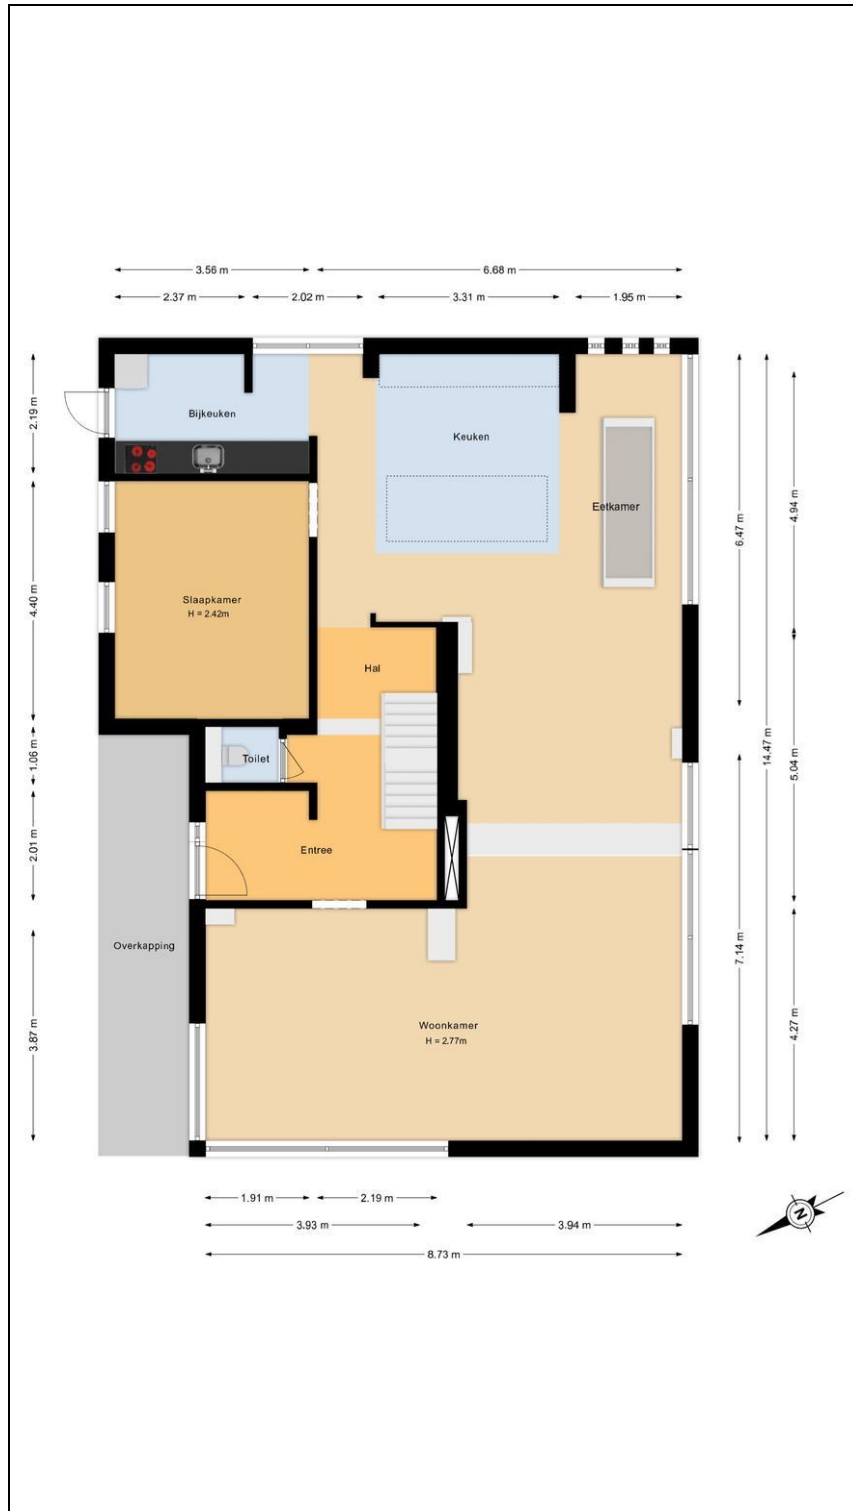 3.56 m
6.68 m
2.37 m
2.02 m
3.31 m
1.95 m
2.19 m
Bijkeuken
Keuken
4.94 m
Eetkamer
6.47 m
4.40 m
Slaapkamer
H = 2.42m
Hal
14.47 m
5.04 m
1.06 m
Toilet
2.01 m
Entree
Overkapping
7.14 m
3.87 m
Woonkamer
H = 2.77m
4.27 m
1.91 m
2.19 m
N
3.93 m
3.94 m
8.73 m